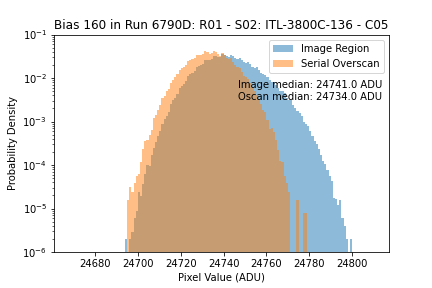 Bias 160 in Run 6790D: R01 - S02: ITL-3800C-136 - C05
Image Region
Serial Overscan
Image median: 24741.0 ADU
Oscan median: 24734.0 ADU
Probability Density
10⁻¹
10⁻²
10⁻³
10⁻⁴
10⁻⁵
10⁻⁶
24680 24700 24720 24740 24760 24780 24800
Pixel Value (ADU)